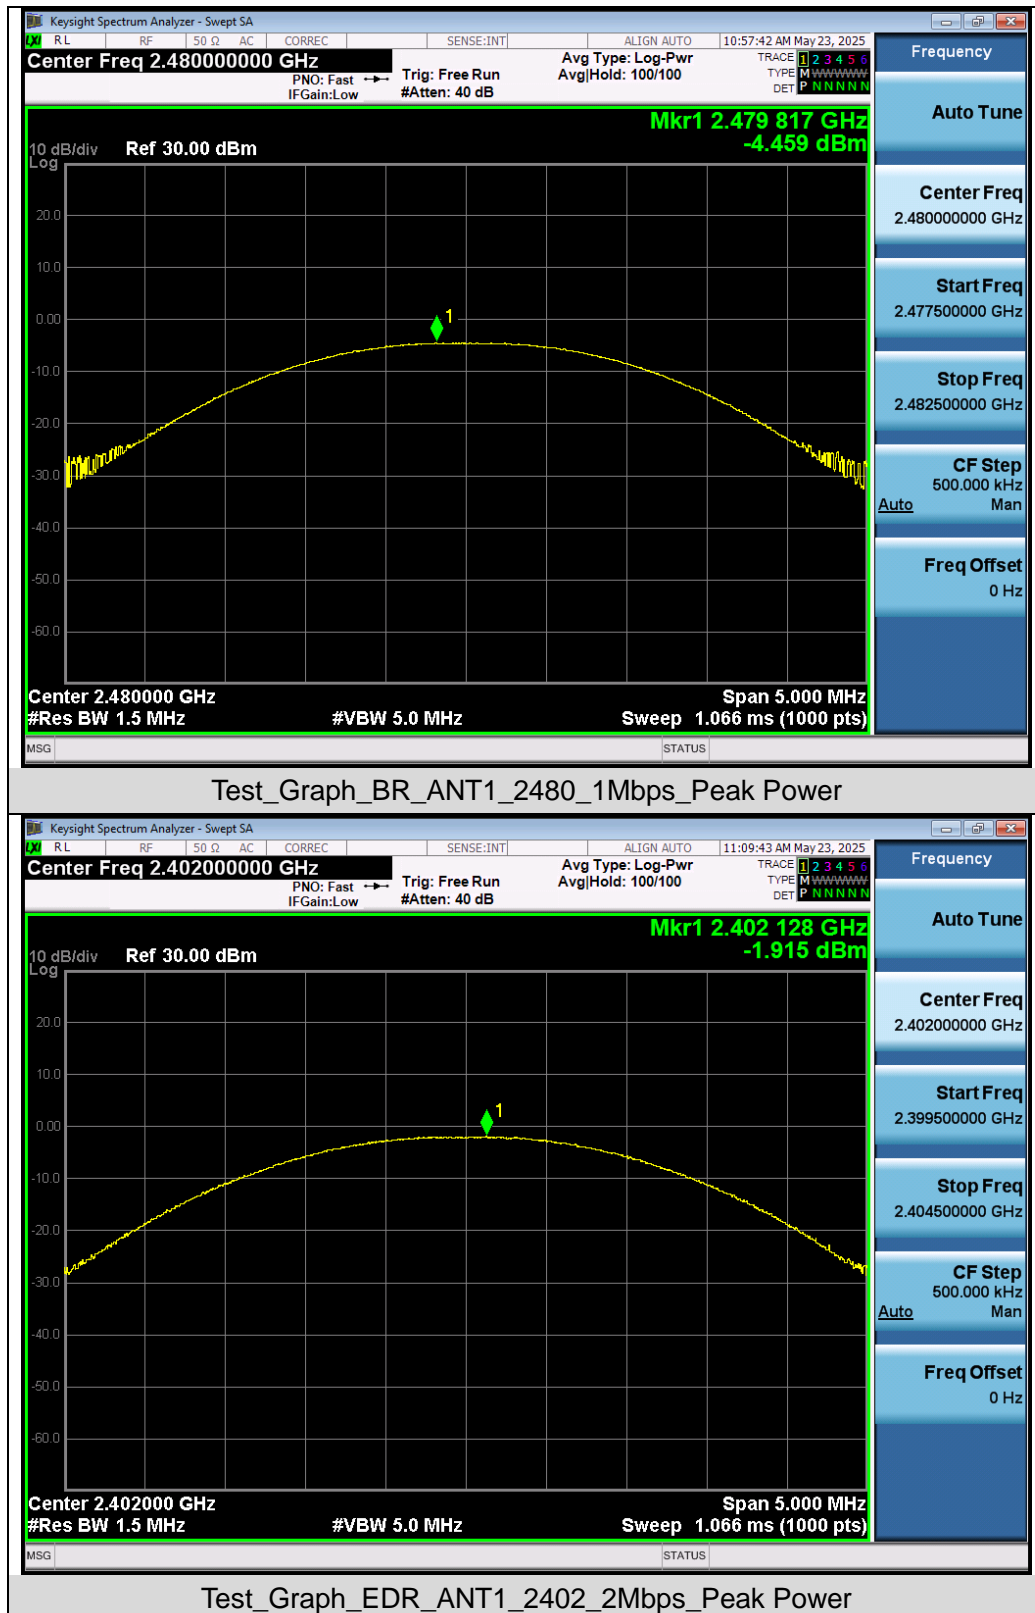 Keysight Spectrum Analyzer - Swept SA
LXI RL RF 50 Ω AC CORREC SENSE:INT ALIGN AUTO 10:57:42 AM May 23, 2025
Center Freq 2.480000000 GHz
PNO: Fast
IFGain:Low
Trig: Free Run
#Atten: 40 dB
Avg Type: Log-Pwr
Avg|Hold: 100/100
TRACE 1 2 3 4 5 6
TYPE M WWWWW
DET P N N N N N
Mkr1 2.479 817 GHz
-4.459 dBm
10 dB/div
Log
Ref 30.00 dBm
20.0
10.0
0.00
-10.0
-20.0
-30.0
-40.0
-50.0
-60.0
1
Center 2.480000 GHz
#Res BW 1.5 MHz
#VBW 5.0 MHz
Span 5.000 MHz
Sweep 1.066 ms (1000 pts)
MSG
STATUS
Frequency
Auto Tune
Center Freq
2.480000000 GHz
Start Freq
2.477500000 GHz
Stop Freq
2.482500000 GHz
CF Step
500.000 kHz
Auto Man
Freq Offset
0 Hz
Test_Graph_BR_ANT1_2480_1Mbps_Peak Power
Keysight Spectrum Analyzer - Swept SA
LXI RL RF 50 Ω AC CORREC SENSE:INT ALIGN AUTO 11:09:43 AM May 23, 2025
Center Freq 2.402000000 GHz
PNO: Fast
IFGain:Low
Trig: Free Run
#Atten: 40 dB
Avg Type: Log-Pwr
Avg|Hold: 100/100
TRACE 1 2 3 4 5 6
TYPE M WWWWW
DET P N N N N N
Mkr1 2.402 128 GHz
-1.915 dBm
10 dB/div
Log
Ref 30.00 dBm
20.0
10.0
0.00
-10.0
-20.0
-30.0
-40.0
-50.0
-60.0
1
Center 2.402000 GHz
#Res BW 1.5 MHz
#VBW 5.0 MHz
Span 5.000 MHz
Sweep 1.066 ms (1000 pts)
MSG
STATUS
Frequency
Auto Tune
Center Freq
2.402000000 GHz
Start Freq
2.399500000 GHz
Stop Freq
2.404500000 GHz
CF Step
500.000 kHz
Auto Man
Freq Offset
0 Hz
Test_Graph_EDR_ANT1_2402_2Mbps_Peak Power